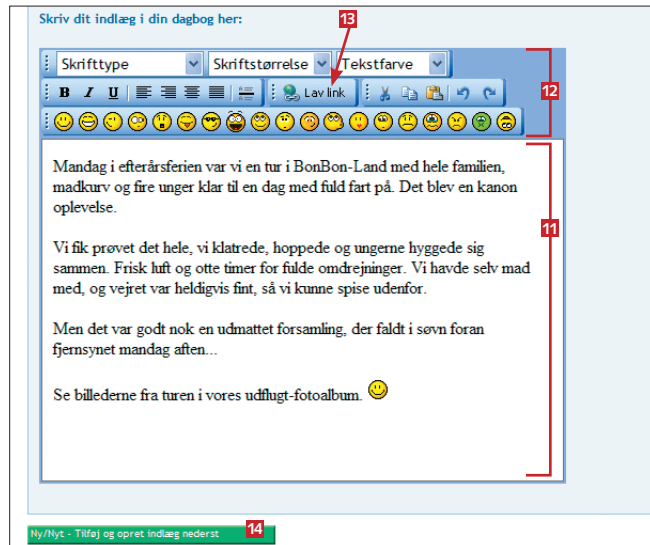 Skriv dit indlæg i din dagbog her:
13
Skrifttype Skriftstørrelse Tekstfarve
B I U Lav link
12
Mandag i efterårsferien var vi en tur i BonBon-Land med hele familien,
madkurv og fire unger klar til en dag med fuld fart på. Det blev en kanon
oplevelse.
11
Vi fik prøvet det hele, vi klatrede, hoppede og ungerne hyggede sig
sammen. Frisk luft og otte timer for fulde omdrejninger. Vi havde selv mad
med, og vejret var heldigvis fint, så vi kunne spise udenfor.
Men det var godt nok en udmattet forsamling, der faldt i søvn foran
fjernsynet mandag aften...
Se billederne fra turen i vores udflugt-fotoalbum.
Ny/Nyt - Tilføj og opret indlæg nederst 14